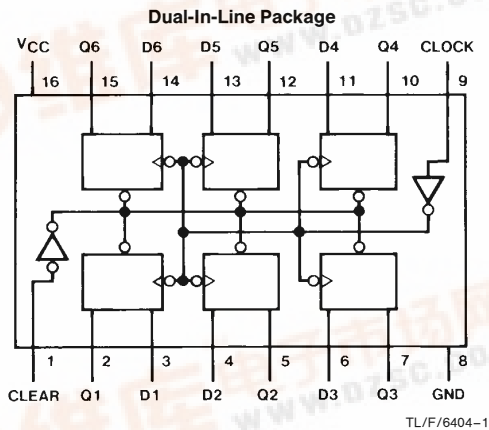 Dual-In-Line Package
VCC Q6 D6 D5 Q5 D4 Q4 CLOCK
16 15 14 13 12 11 10 9
1 2 3 4 5 6 7 8
CLEAR Q1 D1 D2 Q2 D3 Q3 GND
TL/F/6404–1